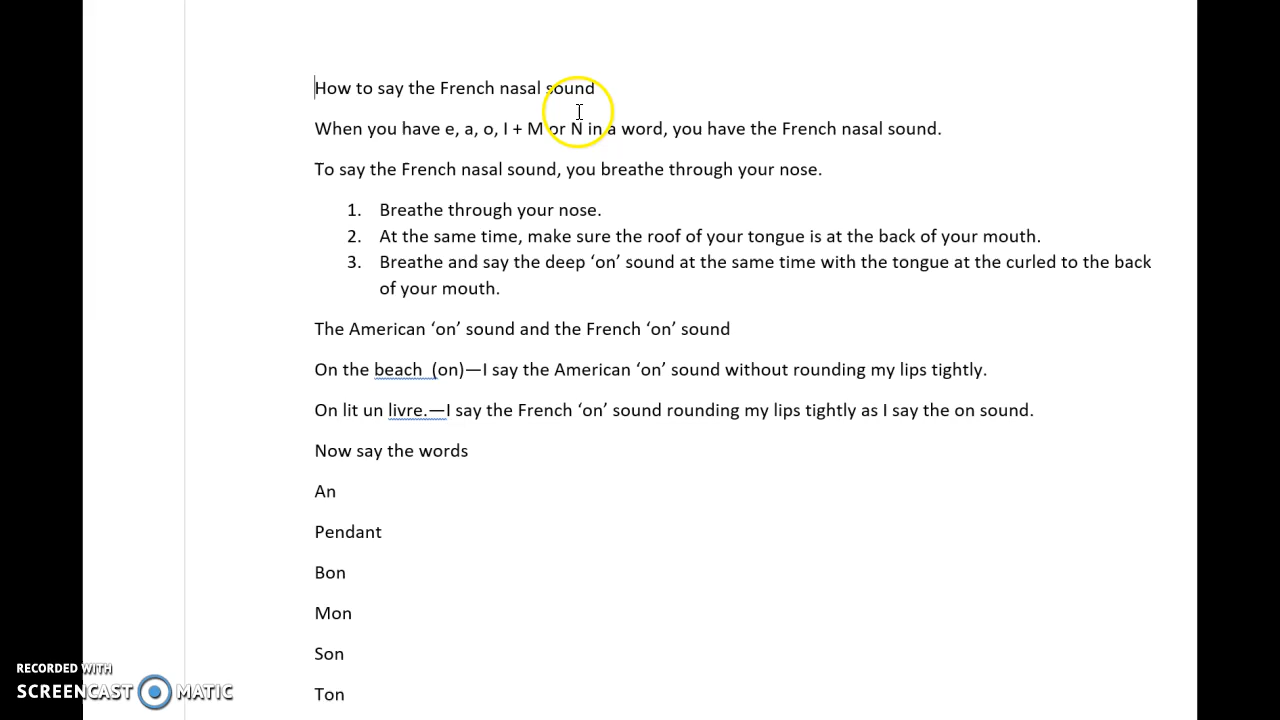 How to say the French nasal sound
When you have e, a, o, I + M or N in a word, you have the French nasal sound.
To say the French nasal sound, you breathe through your nose.
1. Breathe through your nose.
2. At the same time, make sure the roof of your tongue is at the back of your mouth.
3. Breathe and say the deep ‘on’ sound at the same time with the tongue at the curled to the back
of your mouth.
The American ‘on’ sound and the French ‘on’ sound
On the beach  (on)—I say the American ‘on’ sound without rounding my lips tightly.
On lit un livre.—I say the French ‘on’ sound rounding my lips tightly as I say the on sound.
Now say the words
An
Pendant
Bon
Mon
Son
Ton
RECORDED WITH
SCREENCAST MATIC